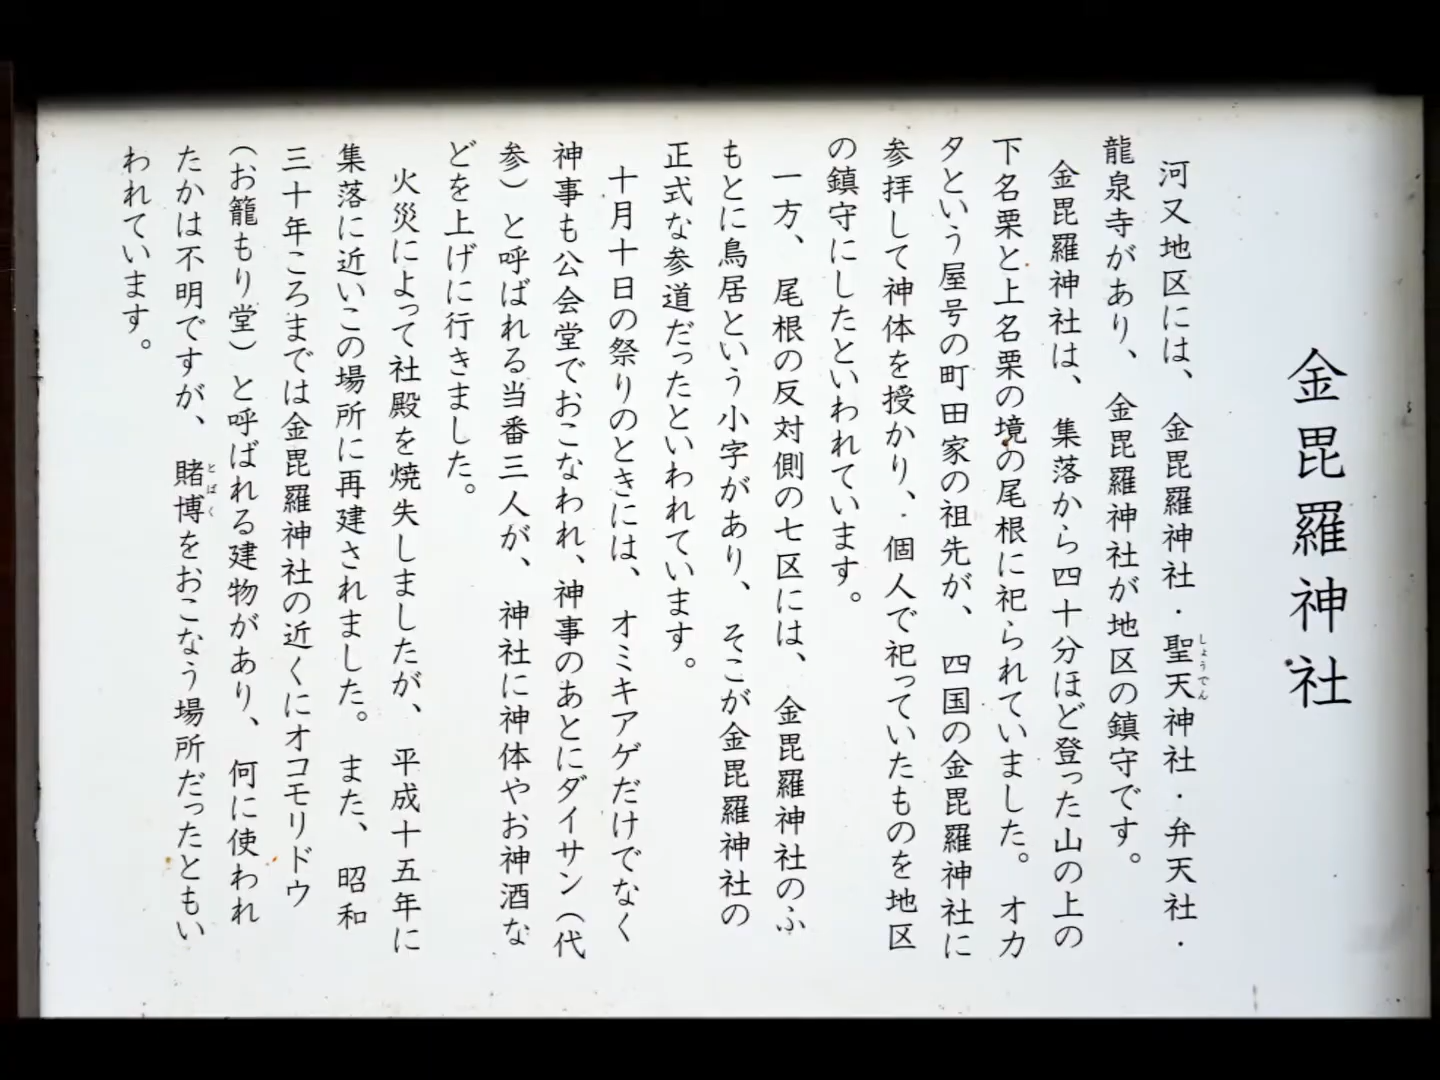 金毘羅神社
河又地区には、金毘羅神社・聖天神社・弁天社・
しょうでん
龍泉寺があり、金毘羅神社が地区の鎮守です。
金毘羅神社は、集落から四十分ほど登った山の上の
下名栗と上名栗の境の尾根に祀られていました。オカ
タという屋号の町田家の祖先が、四国の金毘羅神社に
参拝して神体を授かり、個人で祀っていたものを地区
の鎮守にしたといわれています。
一方、尾根の反対側の七区には、金毘羅神社のふ
もとに鳥居という小字があり、そこが金毘羅神社の
正式な参道だったといわれています。
十月十日の祭りのときには、オミキアゲだけでなく
神事も公会堂でおこなわれ、神事のあとにダイサン（代
参）と呼ばれる当番三人が、神社に神体やお神酒な
どを上げに行きました。
火災によって社殿を焼失しましたが、平成十五年に
集落に近いこの場所に再建されました。また、昭和
三十年ころまでは金毘羅神社の近くにオコモリドウ
（お籠もり堂）と呼ばれる建物があり、何に使われ
たかは不明ですが、賭博をおこなう場所だったともい
とばく
われています。